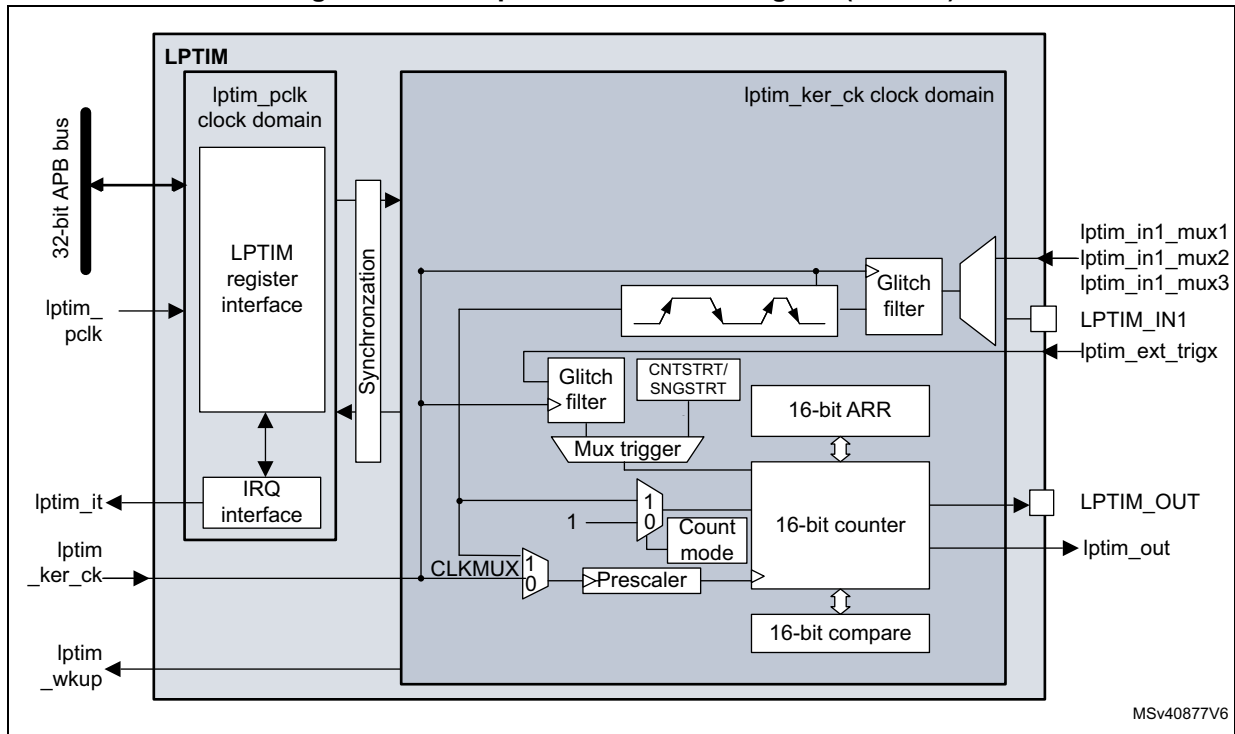 LPTIM
lptim_pclk
clock domain
lptim_ker_ck clock domain
32-bit APB bus
LPTIM
register
interface
Synchronzation
lptim_
pclk
IRQ
interface
lptim_it
lptim
_ker_ck
lptim
_wkup
lptim_in1_mux1
lptim_in1_mux2
lptim_in1_mux3
LPTIM_IN1
lptim_ext_trigx
Glitch
filter
Glitch
filter
CNTSTRT/
SNGSTRT
Mux trigger
16-bit ARR
1
0
1
Count
mode
16-bit counter
LPTIM_OUT
lptim_out
CLKMUX
1
0
Prescaler
16-bit compare
MSv40877V6